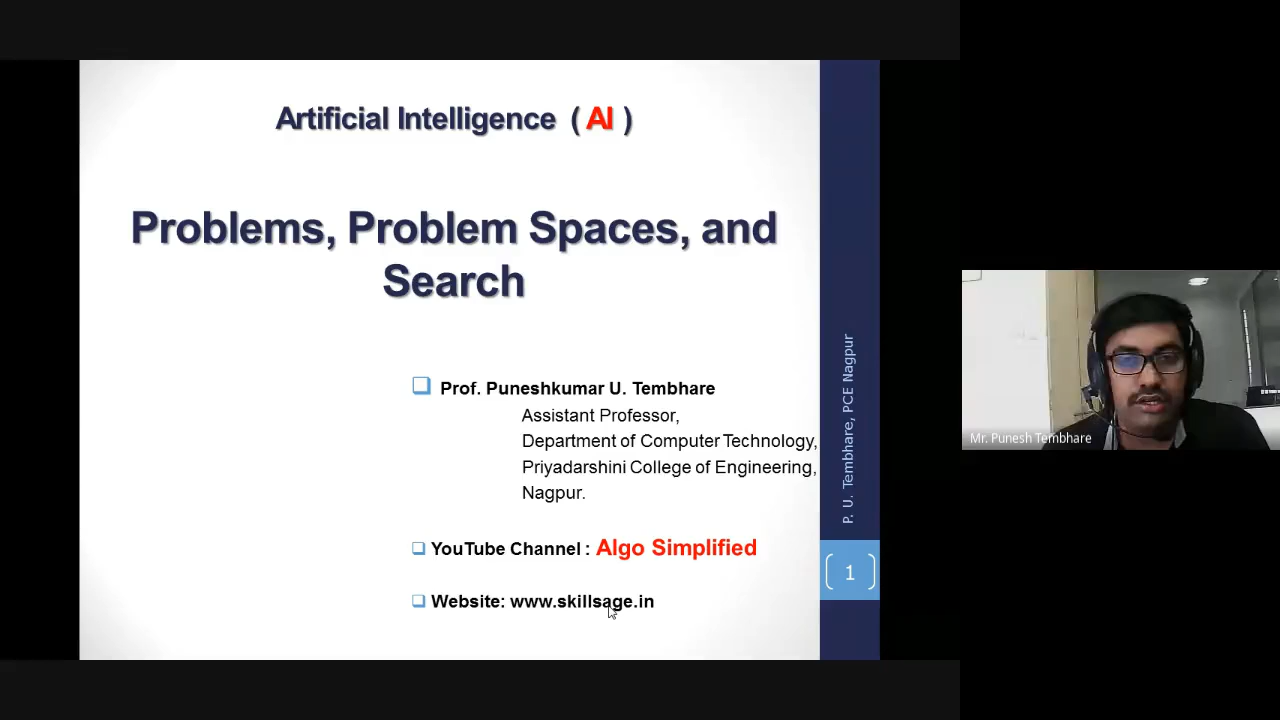 Artificial Intelligence ( AI )
Problems, Problem Spaces, and
Search
Prof. Puneshkumar U. Tembhare
Assistant Professor,
Department of Computer Technology,
Priyadarshini College of Engineering,
Nagpur.
YouTube Channel : Algo Simplified
Website: www.skillsage.in
P. U. Tembhare, PCE Nagpur
1
Mr. Punesh Tembhare